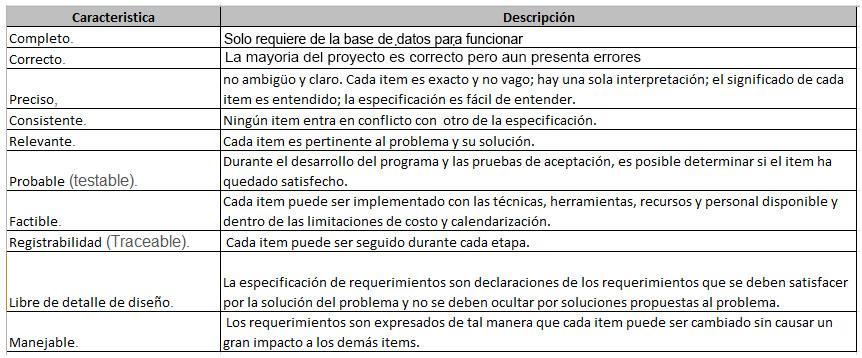 Caracteristica Descripción
Completo. Solo requiere de la base de datos para funcionar
Correcto. La mayoria del proyecto es correcto pero aun presenta errores
no ambigüo y claro. Cada item es exacto y no vago; hay una sola interpretación; el significado de cada
Preciso, item es entendido; la especificación es fácil de entender.
Consistente. Ningún item entra en conflicto con otro de la especificación.
Relevante. Cada item es pertinente al problema y su solución.
Durante el desarrollo del programa y las pruebas de aceptación, es posible determinar si el item ha
Probable (testable). quedado satisfecho.
Cada item puede ser implementado con las técnicas, herramientas, recursos y personal disponible y
Factible. dentro de las limitaciones de costo y calendarización.
Registrabilidad (Traceable). Cada item puede ser seguido durante cada etapa.
La especificación de requerimientos son declaraciones de los requerimientos que se deben satisfacer
Libre de detalle de diseño. por la solución del problema y no se deben ocultar por soluciones propuestas al problema.
Los requerimientos son expresados de tal manera que cada item puede ser cambiado sin causar un
Manejable. gran impacto a los demás items.